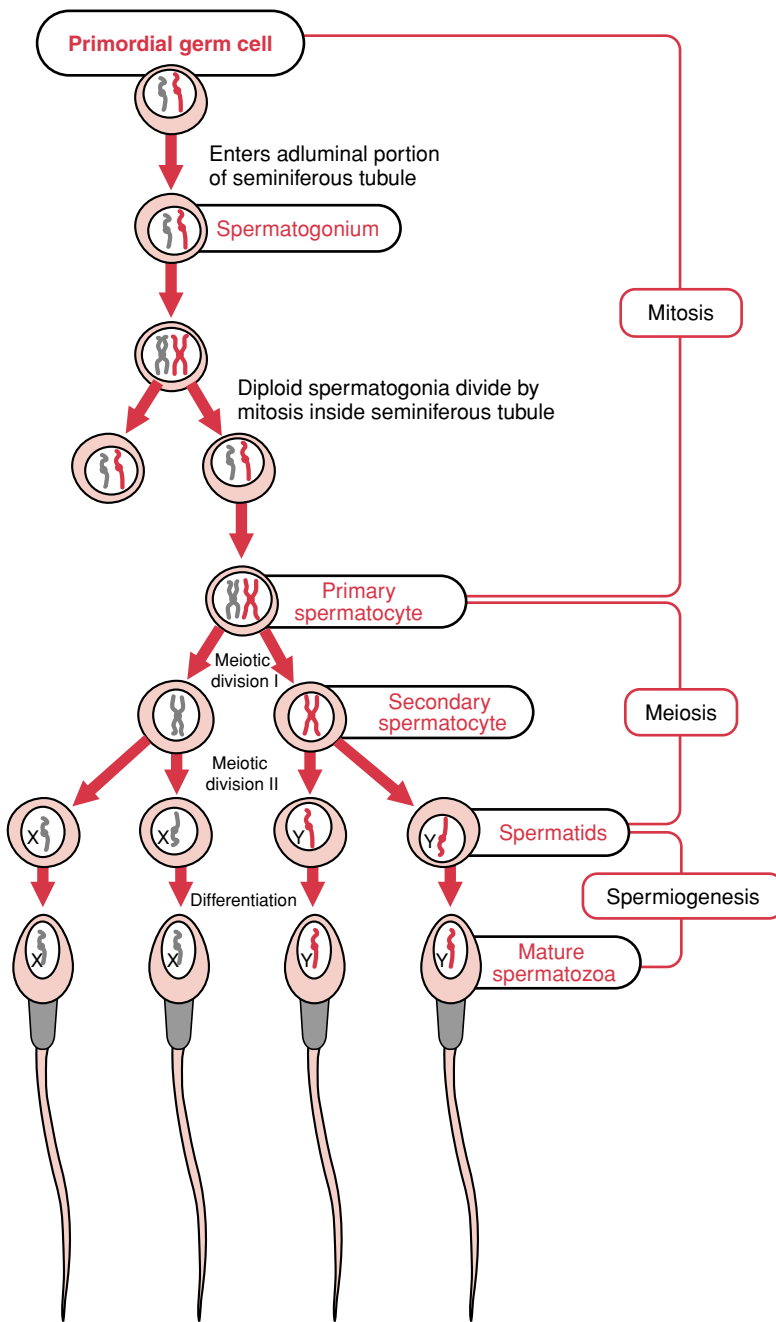 Primordial germ cell
Enters adluminal portion
of seminiferous tubule
Spermatogonium
Mitosis
Diploid spermatogonia divide by
mitosis inside seminiferous tubule
Primary
spermatocyte
Meiotic
division I
Secondary
spermatocyte
Meiosis
Meiotic
division II
X
X
Y
Y
Spermatids
Spermiogenesis
Differentiation
X
X
Y
Y
Mature
spermatozoa